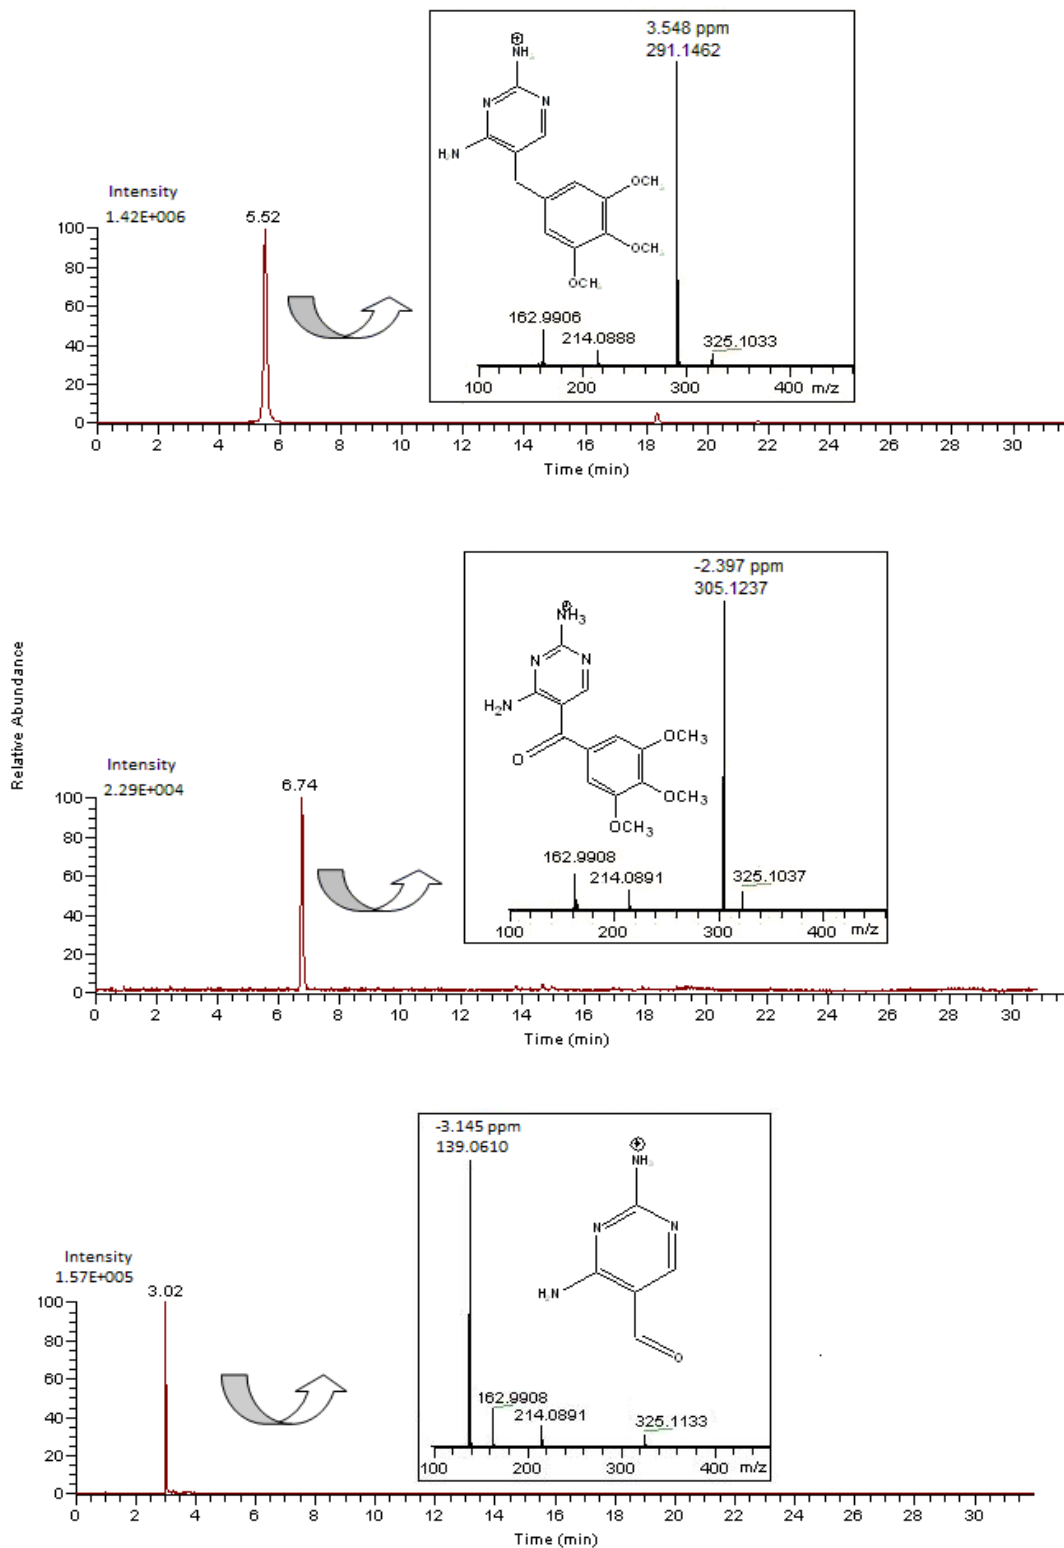 3.548 ppm
291.1462
⊕
NH₂
N
N
H₂N
OCH₃
OCH₃
OCH₃
Intensity
1.42E+006
5.52
162.9906
214.0888
325.1033
100 200 300 400 m/z
100
80
60
40
20
0
0 2 4 6 8 10 12 14 16 18 20 22 24 26 28 30
Time (min)
Relative Abundance
-2.397 ppm
305.1237
⊕
NH3
N
N
H2N
O
OCH3
OCH3
OCH3
Intensity
2.29E+004
6.74
162.9908
214.0891
325.1037
100 200 300 400 m/z
100
80
60
40
20
0
0 2 4 6 8 10 12 14 16 18 20 22 24 26 28 30
Time (min)
-3.145 ppm
139.0610
⊕
NH₃
N
N
H₂N
O
Intensity
1.57E+005
3.02
162.9908
214.0891
325.1133
100 200 300 400 m/z
100
80
60
40
20
0
0 2 4 6 8 10 12 14 16 18 20 22 24 26 28 30
Time (min)